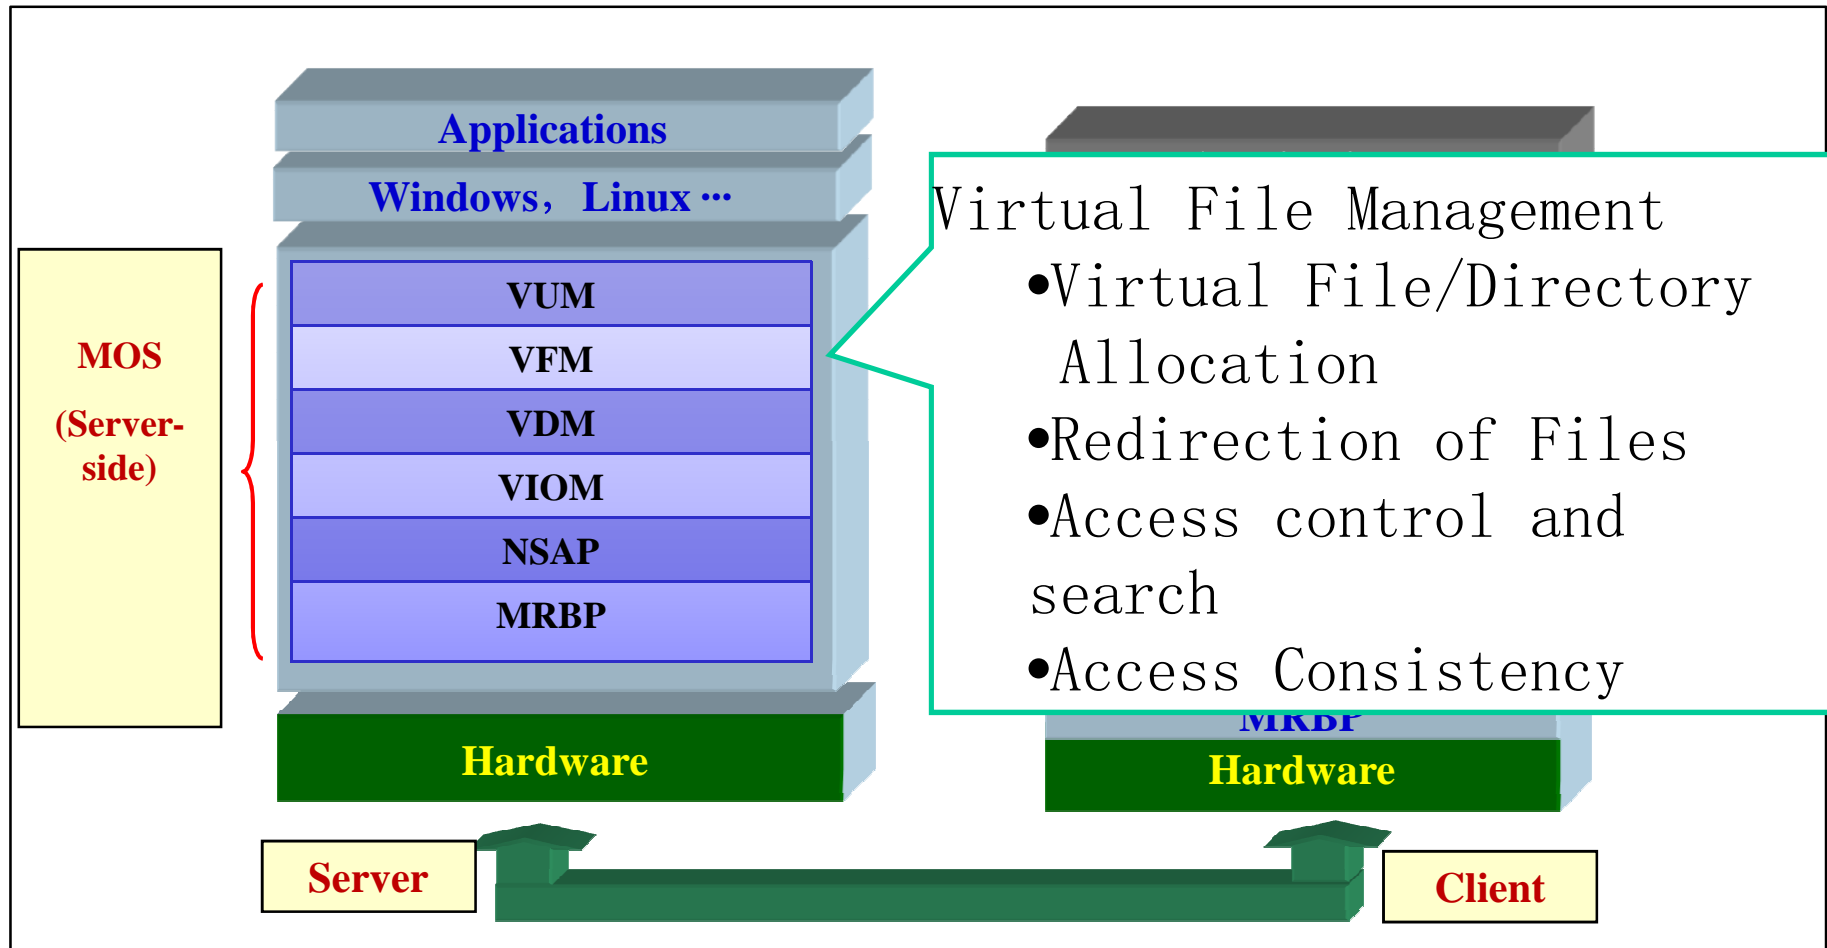 Applications
Windows， Linux …
MOS
(Server-
side)
VUM
VFM
VDM
VIOM
NSAP
MRBP
Hardware
Virtual File Management
•Virtual File/Directory
Allocation
•Redirection of Files
•Access control and
search
•Access Consistency
MRBP
Hardware
Server
Client